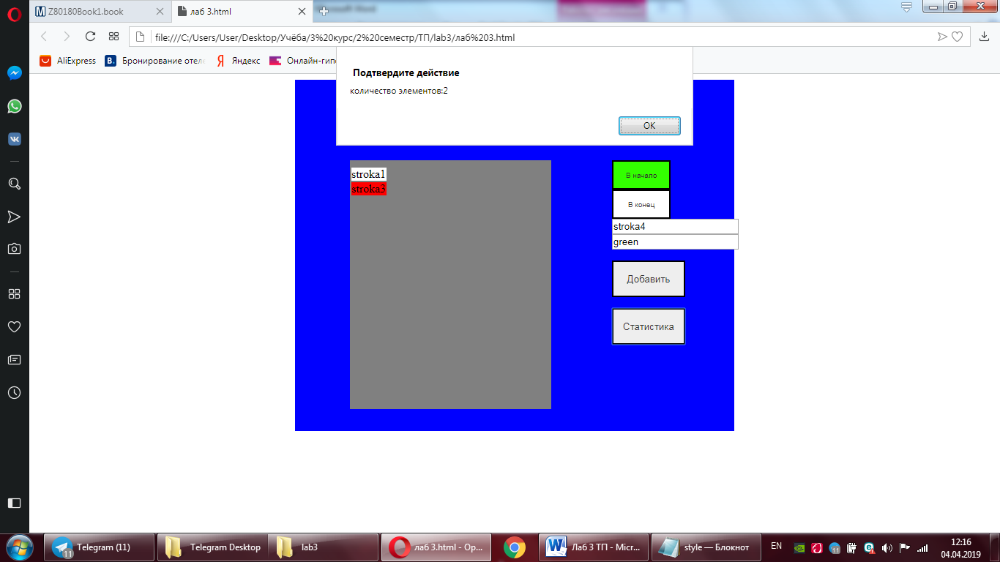 Z80180Book1.book
лаб 3.html
file:///C:/Users/User/Desktop/Учёба/3%20курс/2%20семестр/ТП/lab3/лаб%203.html
AliExpress
Бронирование отеле
Яндекс
Онлайн-гипе
Подтвердите действие
количество элементов:2
OK
stroka1
stroka3
В начало
В конец
stroka4
green
Добавить
Статистика
Telegram (11)
Telegram Desktop
lab3
лаб 3.html - Op...
Лаб 3 ТП - Micr...
style — Блокнот
EN
12:16
04.04.2019